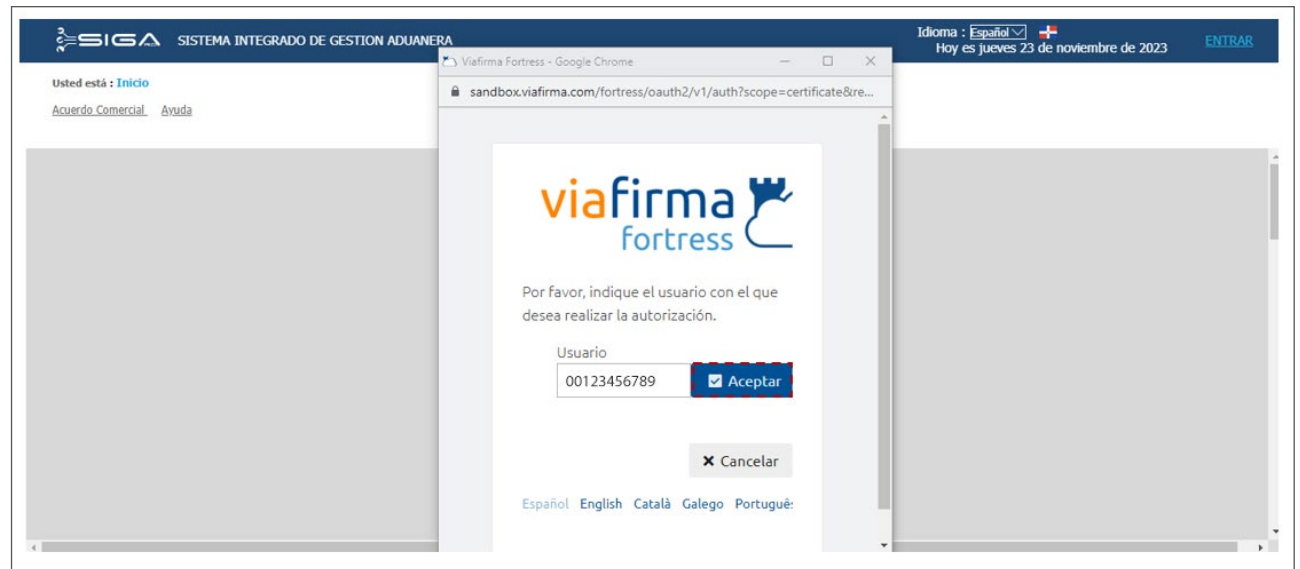 SIGA SISTEMA INTEGRADO DE GESTION ADUANERA
Idioma : Español
Hoy es jueves 23 de noviembre de 2023
ENTRAR
Usted está : Inicio
Acuerdo Comercial Ayuda
Viafirma Fortress - Google Chrome
sandbox.viafirma.com/fortress/oauth2/v1/auth?scope=certificate&re...
viafirma
fortress
Por favor, indique el usuario con el que
desea realizar la autorización.
Usuario
00123456789 Aceptar
Cancelar
Español English Català Galego Portuguê